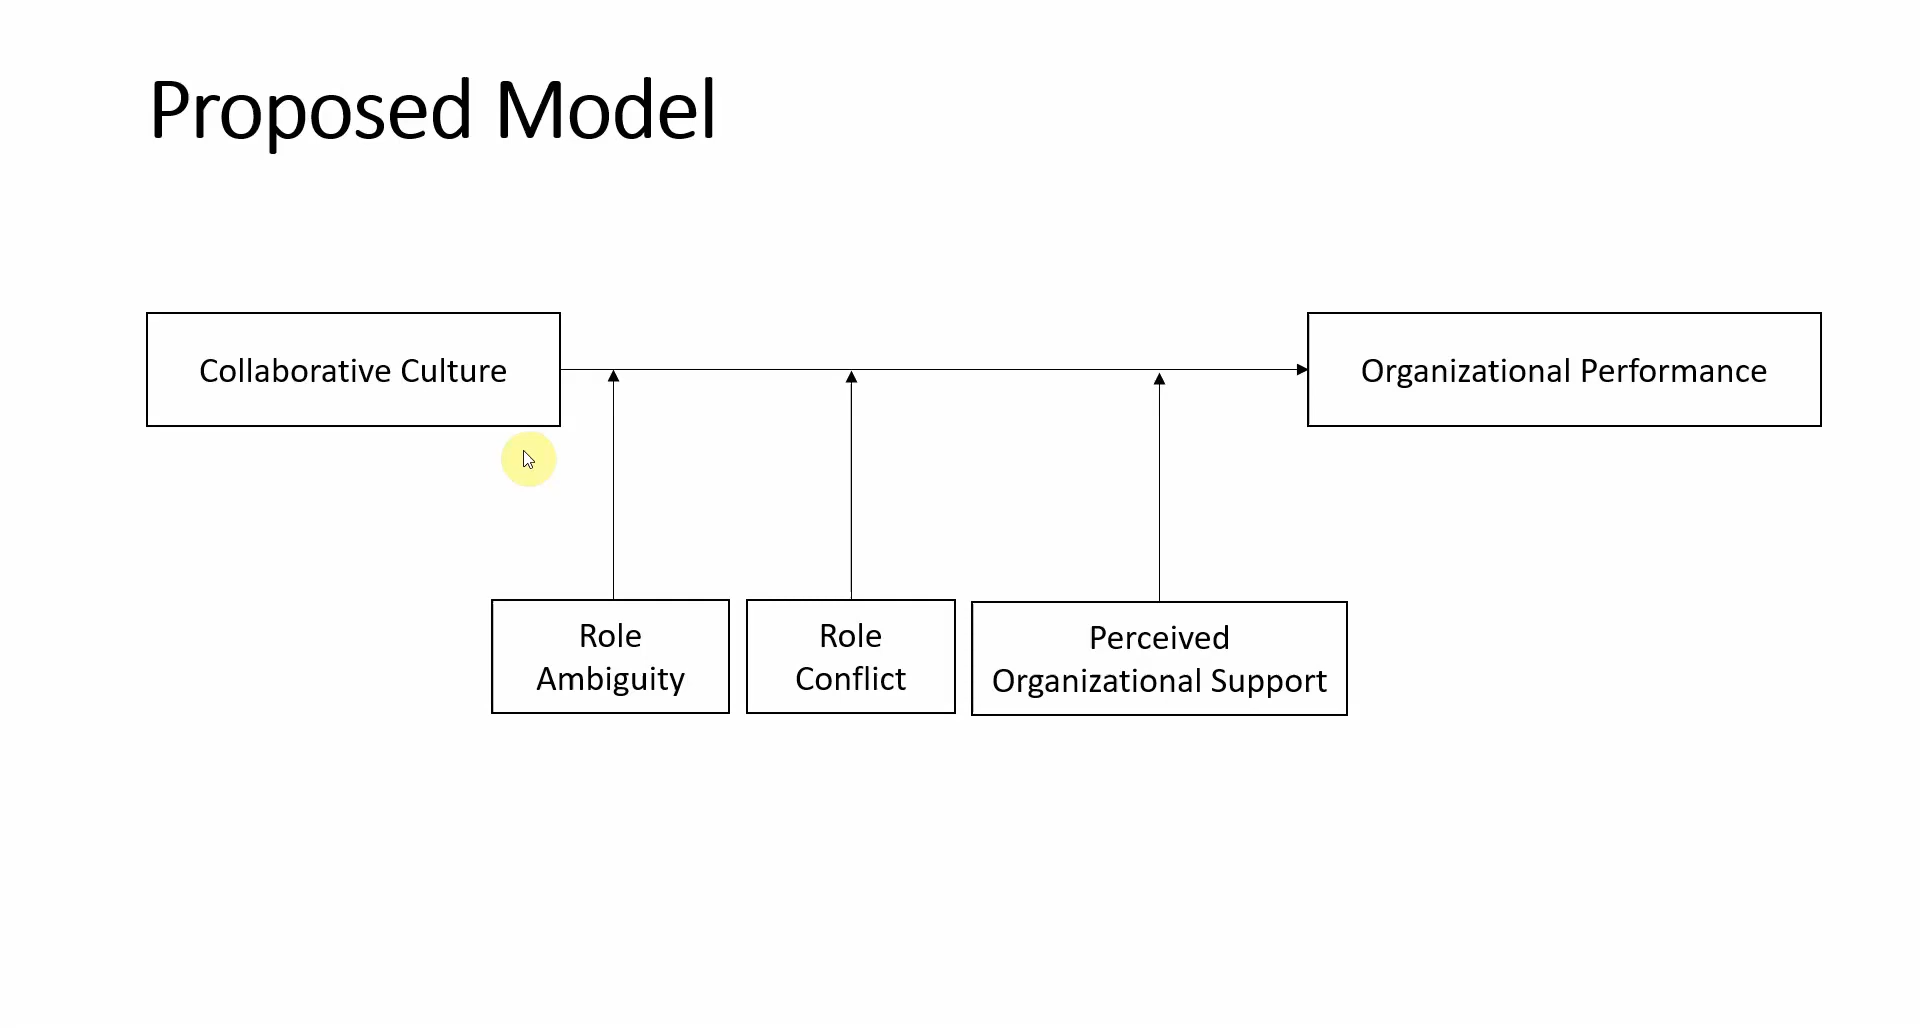 Proposed Model
Collaborative Culture
Organizational Performance
Role
Ambiguity
Role
Conflict
Perceived
Organizational Support